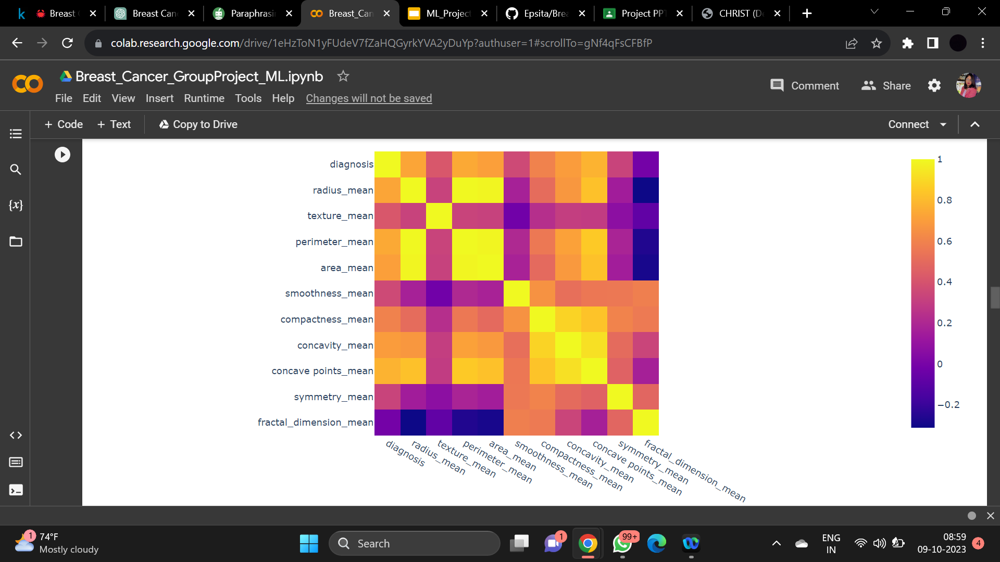 Breast
Breast Can
Paraphrasin
Breast_Can
ML_Project
Epsita/Brea
Project PPT
CHRIST (De
colab.research.google.com/drive/1eHzToN1yFUdeV7fZaHQGyrkYVA2yDuYp?authuser=1#scrollTo=gNf4qFsCFBfP
Breast_Cancer_GroupProject_ML.ipynb
Comment
Share
File Edit View Insert Runtime Tools Help Changes will not be saved
+ Code + Text Copy to Drive
Connect
diagnosis
radius_mean
texture_mean
perimeter_mean
area_mean
smoothness_mean
compactness_mean
concavity_mean
concave points_mean
symmetry_mean
fractal_dimension_mean
diagnosis
radius_mean
texture_mean
perimeter_mean
area_mean
smoothness_mean
compactness_mean
concavity_mean
concave points_mean
symmetry_mean
fractal_dimension_mean
1
0.8
0.6
0.4
0.2
0
−0.2
{x}
1
74°F
Mostly cloudy
Search
1
99+
ENG
IN
08:59
09-10-2023
4